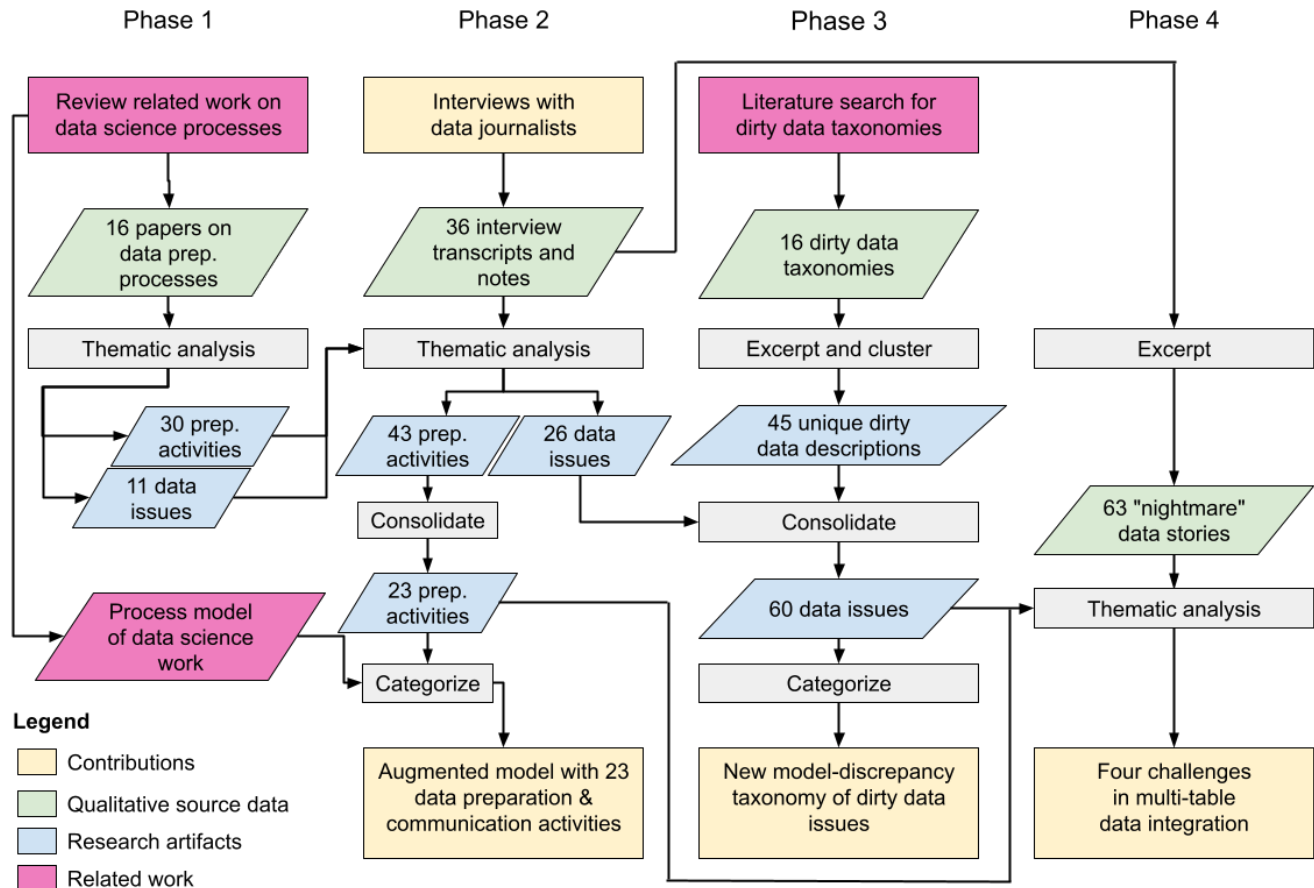 Phase 1
Phase 2
Phase 3
Phase 4
Review related work on
data science processes
Interviews with
data journalists
Literature search for
dirty data taxonomies
16 papers on
data prep.
processes
36 interview
transcripts and
notes
16 dirty data
taxonomies
Thematic analysis
Thematic analysis
Excerpt and cluster
Excerpt
30 prep.
activities
11 data
issues
43 prep.
activities
26 data
issues
45 unique dirty
data descriptions
Consolidate
Consolidate
63 "nightmare"
data stories
23 prep.
activities
60 data issues
Thematic analysis
Process model
of data science
work
Categorize
Categorize
Augmented model with 23
data preparation &
communication activities
New model-discrepancy
taxonomy of dirty data
issues
Four challenges
in multi-table
data integration
Legend
Contributions
Qualitative source data
Research artifacts
Related work